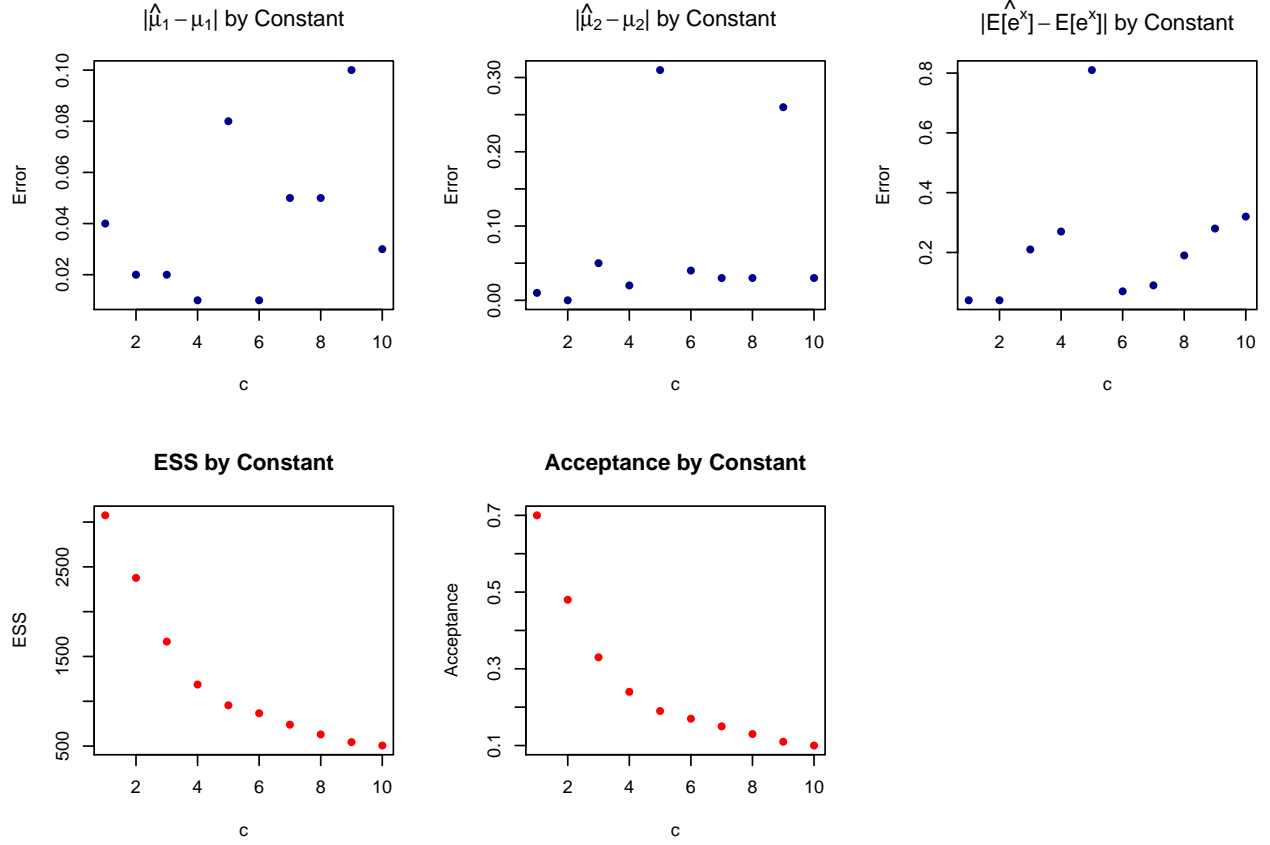 |μ̂₁ − μ₁| by Constant
Error
0.10
0.08
0.06
0.04
0.02
2 4 6 8 10
c
|μ̂₂ − μ₂| by Constant
Error
0.30
0.20
0.10
0.00
2 4 6 8 10
c
|E[êˣ] − E[eˣ]| by Constant
Error
0.8
0.6
0.4
0.2
2 4 6 8 10
c
ESS by Constant
ESS
2500
1500
500
2 4 6 8 10
c
Acceptance by Constant
Acceptance
0.7
0.5
0.3
0.1
2 4 6 8 10
c